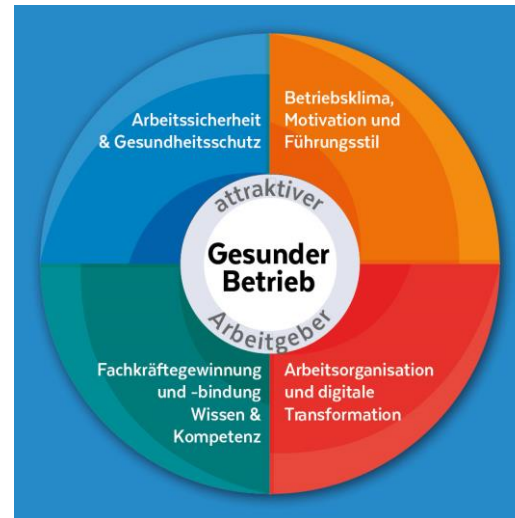 Arbeitssicherheit
& Gesundheitsschutz
Betriebsklima,
Motivation und
Führungsstil
attraktiver
Gesunder
Betrieb
Arbeitgeber
Fachkräftegewinnung
und -bindung
Wissen &
Kompetenz
Arbeitsorganisation
und digitale
Transformation